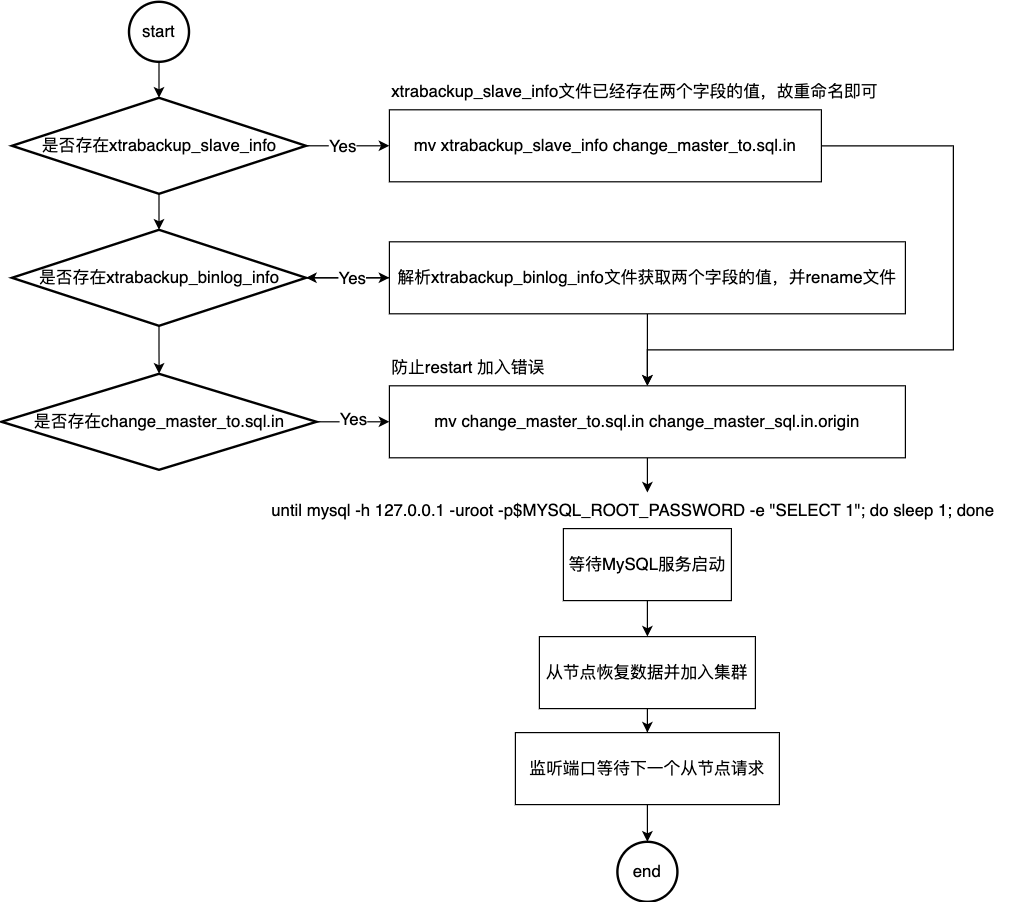 start
xtrabackup_slave_info文件已经存在两个字段的值，故重命名即可
是否存在xtrabackup_slave_info
Yes
mv xtrabackup_slave_info change_master_to.sql.in
是否存在xtrabackup_binlog_info
Yes
解析xtrabackup_binlog_info文件获取两个字段的值，并rename文件
防止restart 加入错误
是否存在change_master_to.sql.in
Yes
mv change_master_to.sql.in change_master_sql.in.origin
until mysql -h 127.0.0.1 -uroot -p$MYSQL_ROOT_PASSWORD -e "SELECT 1"; do sleep 1; done
等待MySQL服务启动
从节点恢复数据并加入集群
监听端口等待下一个从节点请求
end